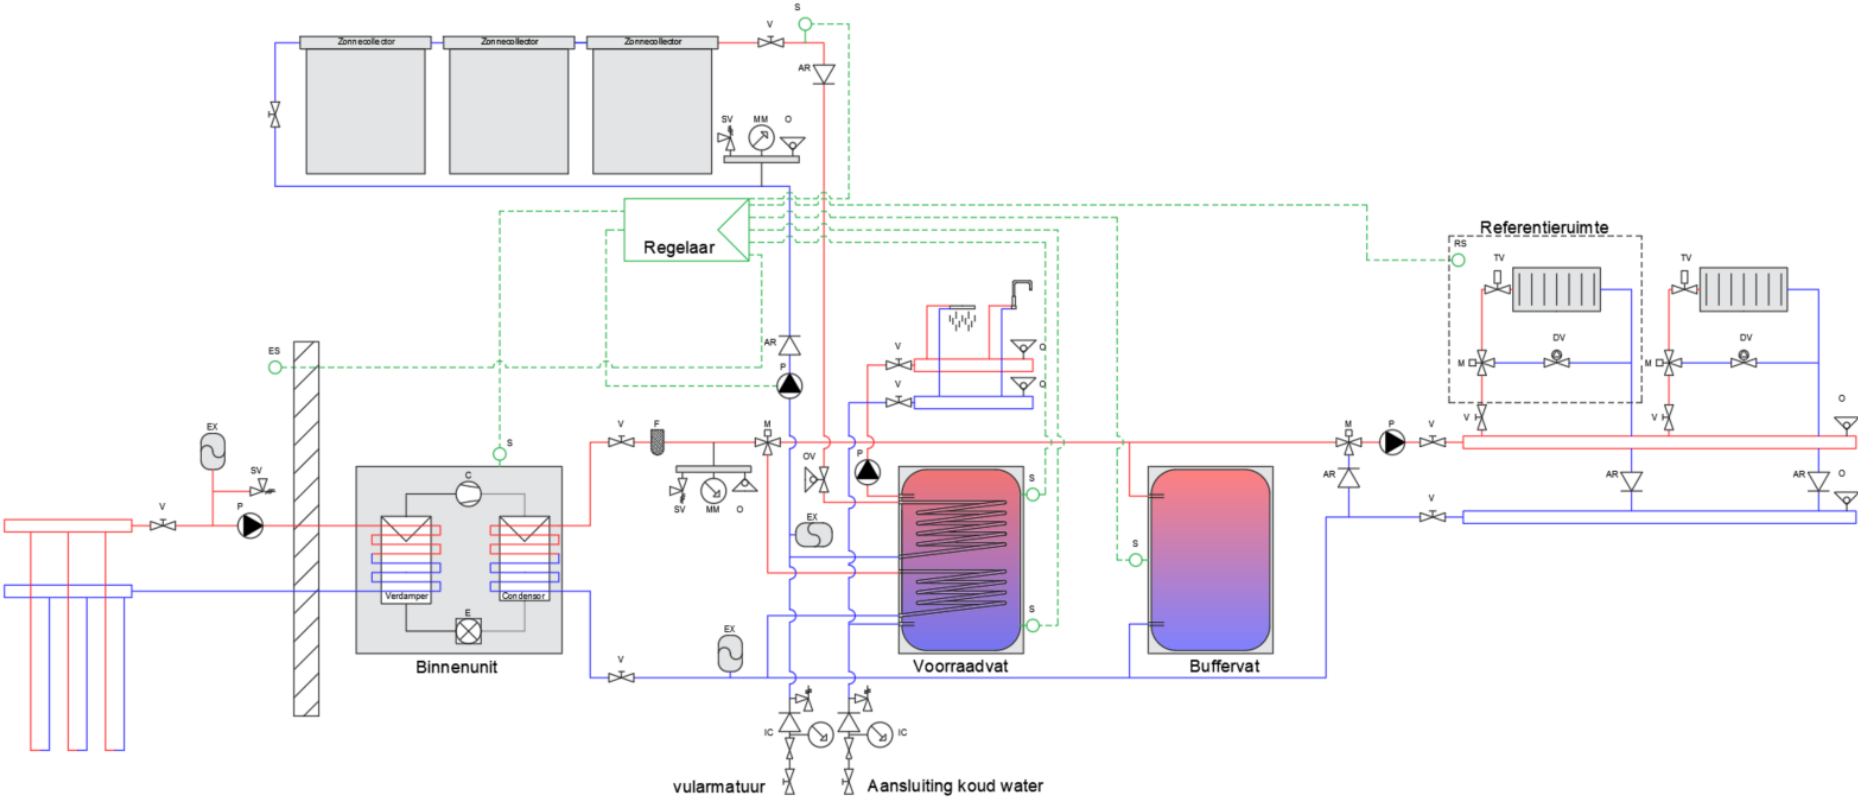 S
V
Zonnecollector Zonnecollector Zonnecollector
AR
SV MM O
Regelaar
Referentieruimte
RS
TV TV
DV DV
M M
V V
ES
AR
P
V O
V O
EX
SV
V P
S
C
Verdamper Condensor
E
Binnenunit
V F M
SV MM O
OV P
EX
S
S
S
Voorraadvat
Buffervat
M P V
AR
V
O
AR AR O
EX
V
IC IC
vularmatuur Aansluiting koud water